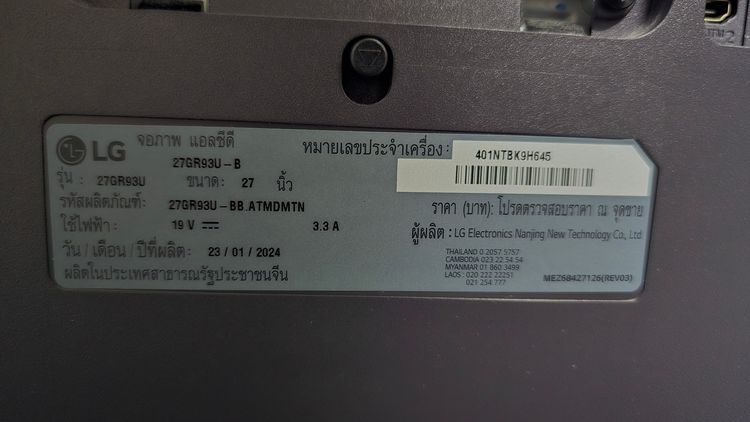 LG จอภาพ แอลซีดี
27GR93U-B
รุ่น : 27GR93U ขนาด: 27 นิ้ว
รหัสผลิตภัณฑ์: 27GR93U-BB.ATMDMTN
ใช้ไฟฟ้า: 19 V 3.3 A
วัน / เดือน / ปีที่ผลิต: 23 / 01 / 2024
ผลิตในประเทศสาธารณรัฐประชาชนจีน
หมายเลขประจำเครื่อง: 401NTBK9H645
ราคา (บาท): โปรดตรวจสอบราคา ณ จุดขาย
ผู้ผลิต : LG Electronics Nanjing New Technology Co., Ltd
THAILAND 0 2057 5757
CAMBODIA 023 22 54 54
MYANMAR 01 860 3499
LAOS : 020 222 22251
021 254 777
MEZ68427126(REV03)